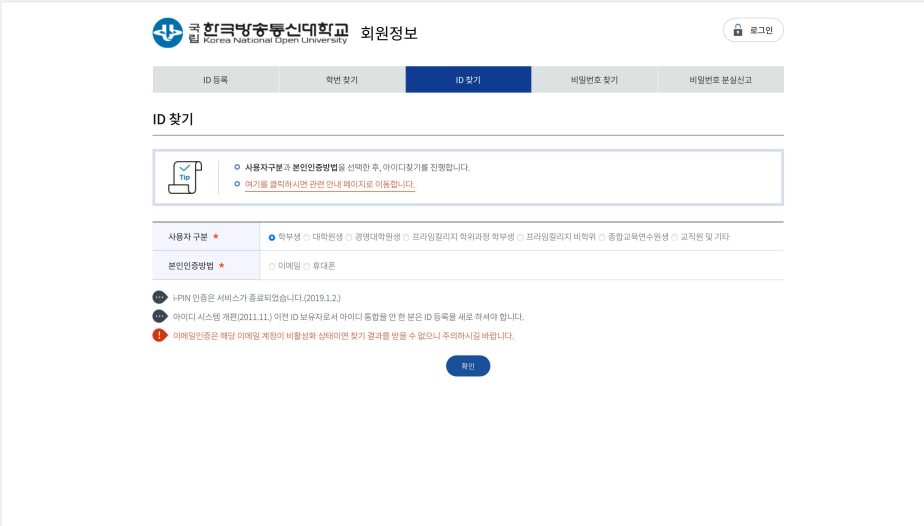 국립 한국방송통신대학교 Korea National Open University 회원정보
로그인
ID 등록 학번 찾기 ID 찾기 비밀번호 찾기 비밀번호 분실신고
ID 찾기
Tip
사용자구분과 본인인증방법을 선택한 후, 아이디찾기를 진행합니다.
여기를 클릭하시면 관련 안내 페이지로 이동합니다.
사용자 구분 ★ 학부생 대학원생 경영대학원생 프라임칼리지 학위과정 학부생 프라임칼리지 비학위 종합교육연수원생 교직원 및 기타
본인인증방법 ★ 이메일 휴대폰
i-PIN 인증은 서비스가 종료되었습니다.(2019.1.2.)
아이디 시스템 개편(2011.11.) 이전 ID 보유자로서 아이디 통합을 안 한 분은 ID 등록을 새로 하셔야 합니다.
이메일인증은 해당 이메일 계정이 비활성화 상태이면 찾기 결과를 받을 수 없으니 주의하시길 바랍니다.
확인